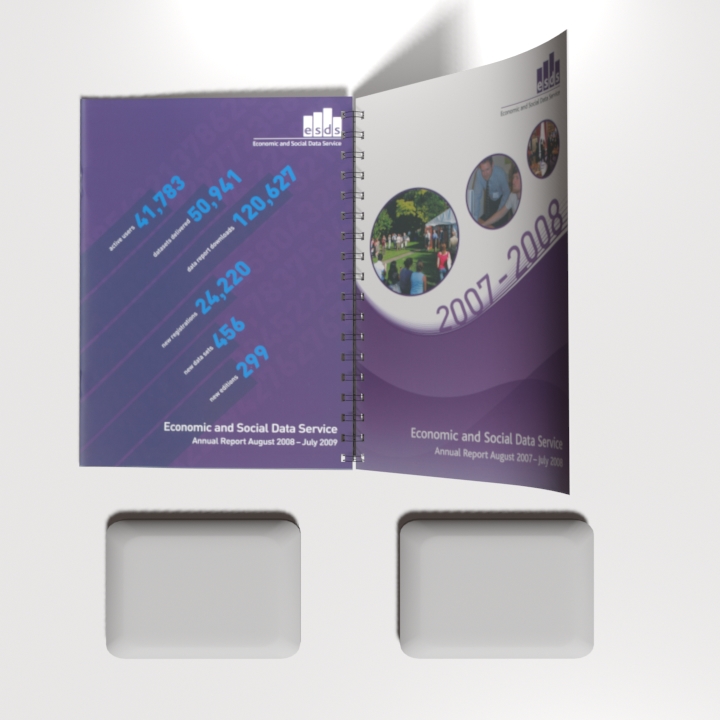 esds
Economic and Social Data Service
active users 41,783
datasets delivered 50,941
data report downloads 120,627
new registrations 24,220
new data sets 456
new editions 299
Economic and Social Data Service
Annual Report August 2008 – July 2009
esds
Economic and Social Data Service
2007 - 2008
Economic and Social Data Service
Annual Report August 2007 – July 2008